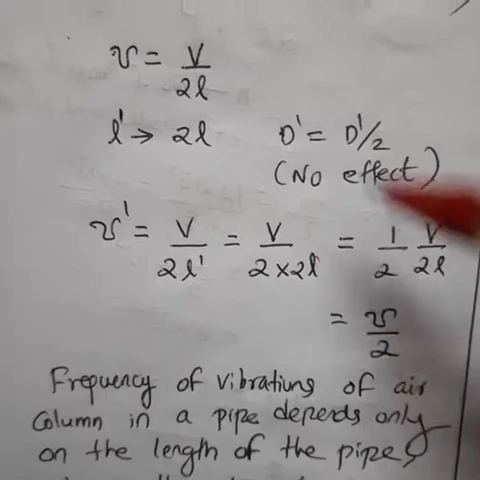 υ = V/2l
l' → 2l    D' = D'/2
(No effect)
υ' = V/2l' = V/2×2l = 1/2 V/2l
= υ/2
Frequency of vibrations of air
column in a pipe depends only
on the length of the pipe,